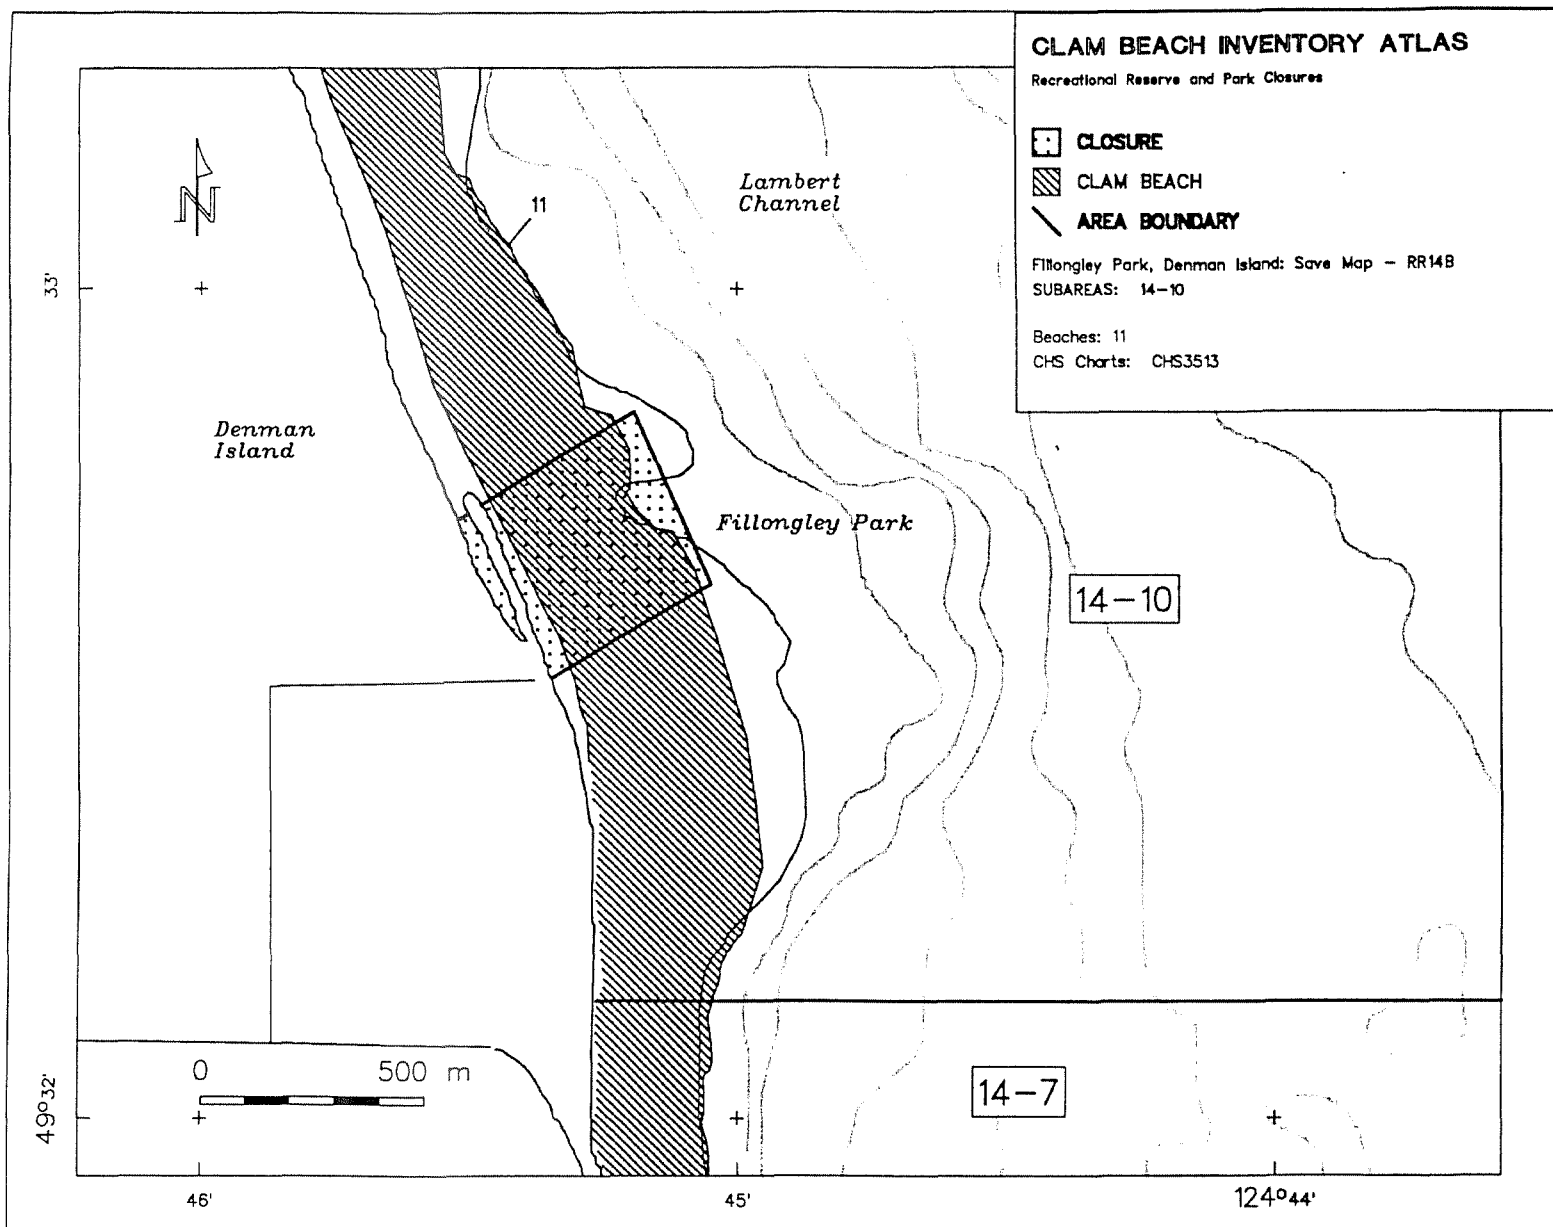 CLAM BEACH INVENTORY ATLAS
Recreational Reserve and Park Closures
CLOSURE
CLAM BEACH
AREA BOUNDARY
Fillongley Park, Denman Island: Save Map - RR14B
SUBAREAS: 14-10
Beaches: 11
CHS Charts: CHS3513
N
Lambert
Channel
11
33'
Denman
Island
Fillongley Park
14-10
0 500 m
14-7
49°32'
46'
45'
124°44'